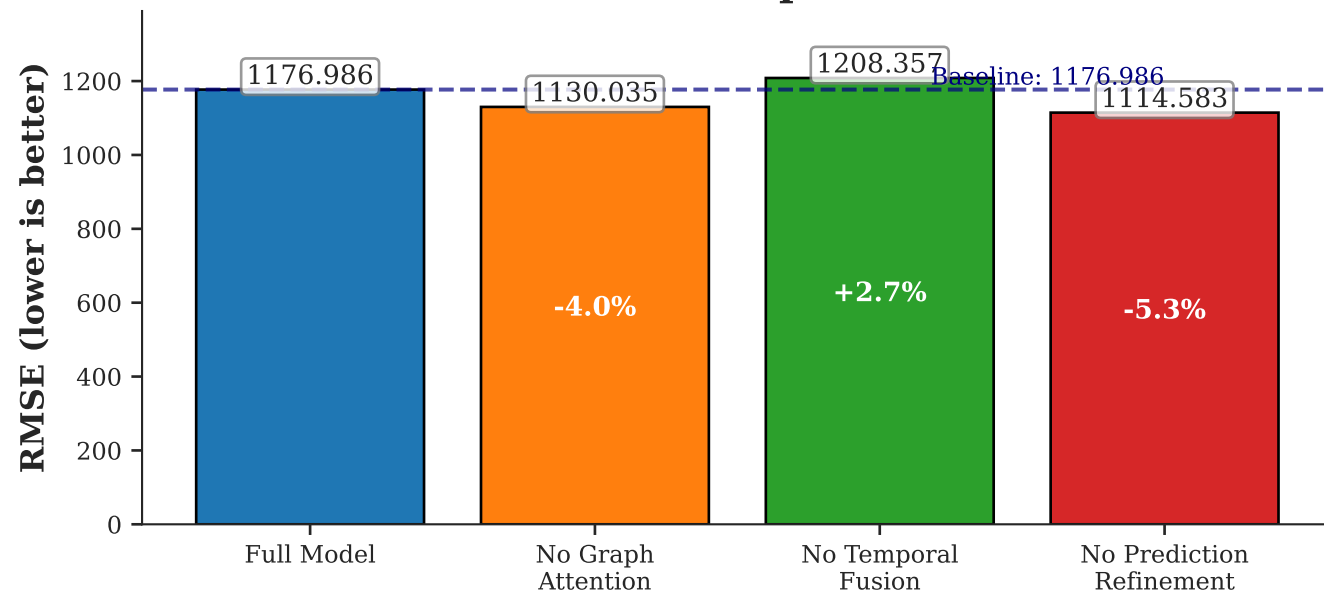 RMSE (lower is better)
1200
1000
800
600
400
200
0
1176.986
1130.035
1208.357
Baseline: 1176.986
1114.583
-4.0%
+2.7%
-5.3%
Full Model
No Graph
Attention
No Temporal
Fusion
No Prediction
Refinement